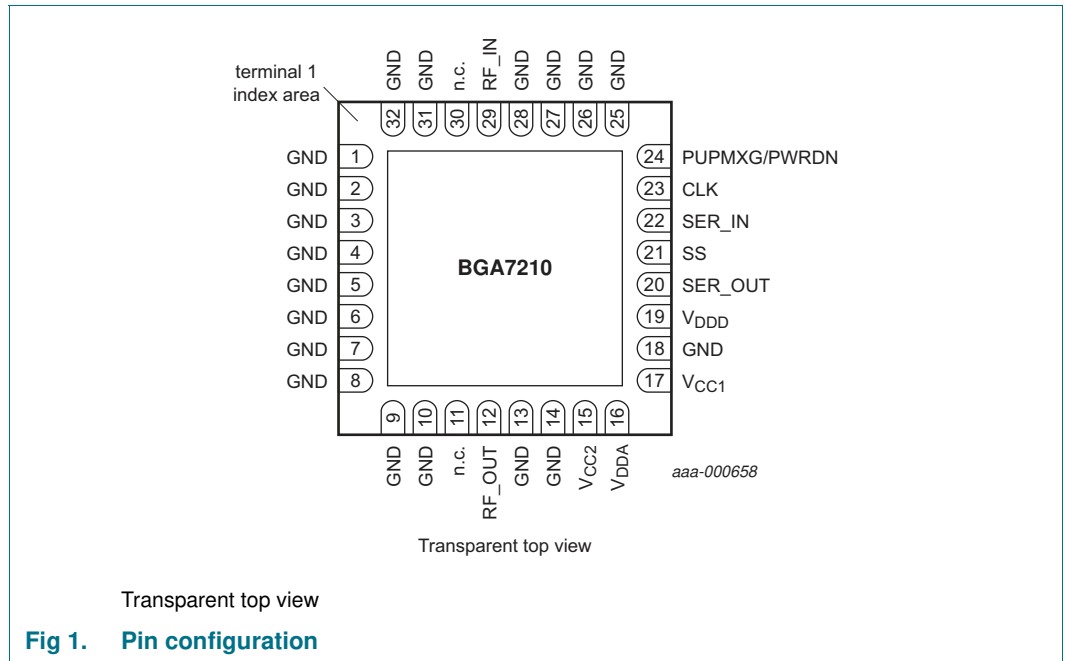 terminal 1
index area
GND GND n.c. RF_IN GND GND GND GND
32 31 30 29 28 27 26 25
GND 1 24 PUPMXG/PWRDN
GND 2 23 CLK
GND 3 22 SER_IN
GND 4 21 SS
BGA7210
GND 5 20 SER_OUT
GND 6 19 VDDD
GND 7 18 GND
GND 8 17 VCC1
9 10 11 12 13 14 15 16
GND GND n.c. RF_OUT GND GND VCC2 VDDA
aaa-000658
Transparent top view
Transparent top view
Fig 1. Pin configuration